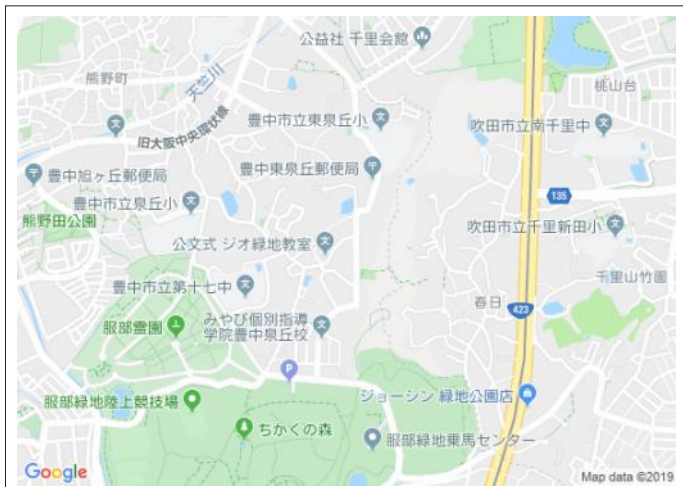 公益社 千里会館
熊野町
天竺川
桃山台
旧大阪中央環状線
豊中市立東泉丘小
吹田市立南千里中
豊中旭ヶ丘郵便局
豊中東泉丘郵便局
135
豊中市立泉丘小
熊野田公園
公文式 ジオ緑地教室
吹田市立千里新田小
豊中市立第十七中
千里山竹園
春日
423
服部霊園
みやび個別指導
学院豊中泉丘校
P
服部緑地陸上競技場
ジョーシン 緑地公園店
ちかくの森
服部緑地乗馬センター
Google
Map data ©2019